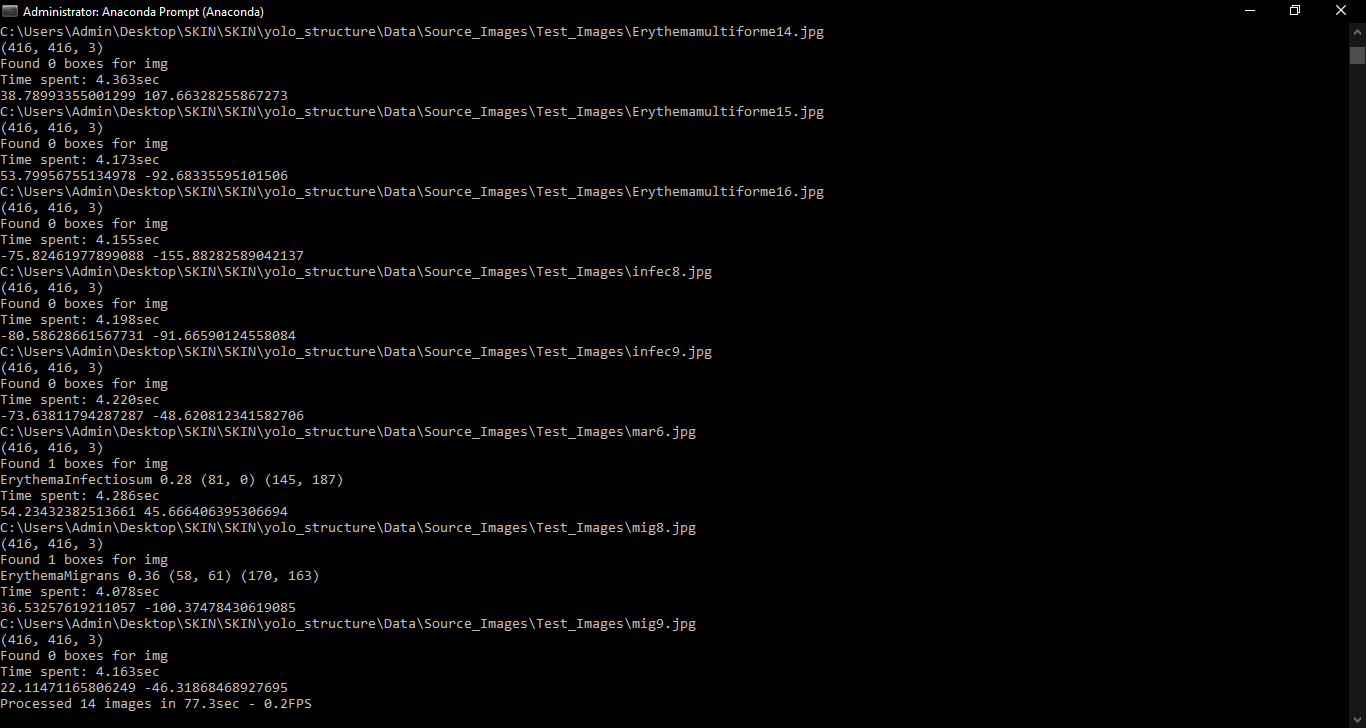 Administrator: Anaconda Prompt (Anaconda)
C:\Users\Admin\Desktop\SKIN\SKIN\yolo_structure\Data\Source_Images\Test_Images\Erythemamultiforme14.jpg
(416, 416, 3)
Found 0 boxes for img
Time spent: 4.363sec
38.78993355001299 107.66328255867273
C:\Users\Admin\Desktop\SKIN\SKIN\yolo_structure\Data\Source_Images\Test_Images\Erythemamultiforme15.jpg
(416, 416, 3)
Found 0 boxes for img
Time spent: 4.173sec
53.79956755134978 -92.68335595101506
C:\Users\Admin\Desktop\SKIN\SKIN\yolo_structure\Data\Source_Images\Test_Images\Erythemamultiforme16.jpg
(416, 416, 3)
Found 0 boxes for img
Time spent: 4.155sec
-75.82461977899088 -155.88282589042137
C:\Users\Admin\Desktop\SKIN\SKIN\yolo_structure\Data\Source_Images\Test_Images\infec8.jpg
(416, 416, 3)
Found 0 boxes for img
Time spent: 4.198sec
-80.58628661567731 -91.66590124558084
C:\Users\Admin\Desktop\SKIN\SKIN\yolo_structure\Data\Source_Images\Test_Images\infec9.jpg
(416, 416, 3)
Found 0 boxes for img
Time spent: 4.220sec
-73.63811794287287 -48.620812341582706
C:\Users\Admin\Desktop\SKIN\SKIN\yolo_structure\Data\Source_Images\Test_Images\mar6.jpg
(416, 416, 3)
Found 1 boxes for img
ErythemaInfectiosum 0.28 (81, 0) (145, 187)
Time spent: 4.286sec
54.23432382513661 45.666406395306694
C:\Users\Admin\Desktop\SKIN\SKIN\yolo_structure\Data\Source_Images\Test_Images\mig8.jpg
(416, 416, 3)
Found 1 boxes for img
ErythemaMigrans 0.36 (58, 61) (170, 163)
Time spent: 4.078sec
36.53257619211057 -100.37478430619085
C:\Users\Admin\Desktop\SKIN\SKIN\yolo_structure\Data\Source_Images\Test_Images\mig9.jpg
(416, 416, 3)
Found 0 boxes for img
Time spent: 4.163sec
22.11471165806249 -46.31868468927695
Processed 14 images in 77.3sec - 0.2FPS